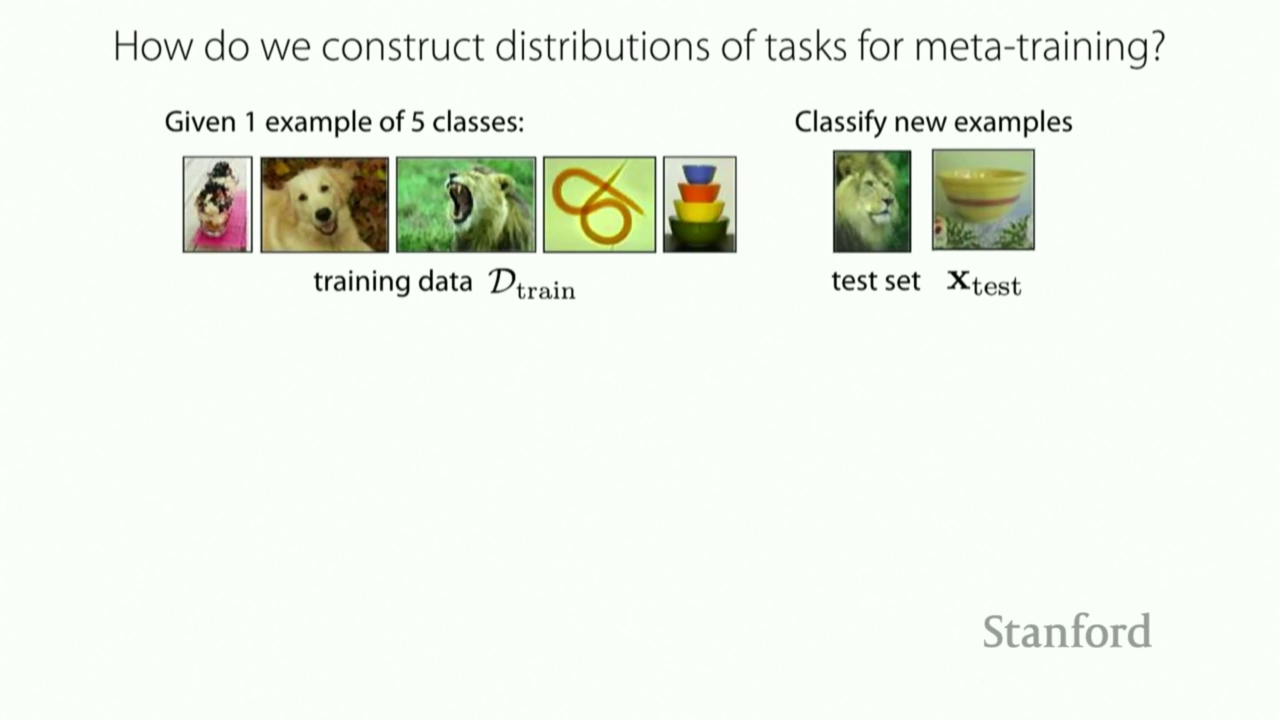 How do we construct distributions of tasks for meta-training?
Given 1 example of 5 classes:
Classify new examples
training data 𝒟train
test set 𝐱test
Stanford